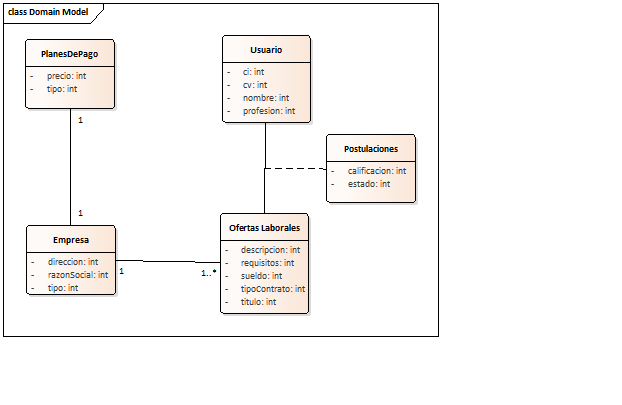 class Domain Model
PlanesDePago
- precio: int
- tipo: int
Usuario
- ci: int
- cv: int
- nombre: int
- profesion: int
1
Postulaciones
- calificacion: int
- estado: int
1
Empresa
- direccion: int
- razonSocial: int
- tipo: int
1
1..*
Ofertas Laborales
- descripcion: int
- requisitos: int
- sueldo: int
- tipoContrato: int
- titulo: int